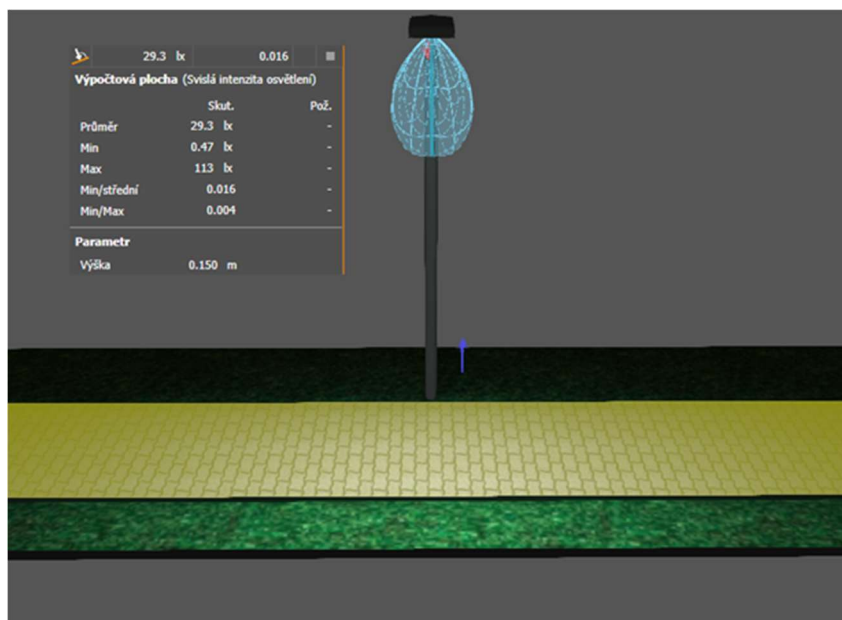 29.3 lx 0.016
Výpočtová plocha (Svislá intenzita osvětlení)
Skut. Pož.
Průměr 29.3 lx -
Min 0.47 lx -
Max 113 lx -
Min/střední 0.016 -
Min/Max 0.004 -
Parametr
Výška 0.150 m